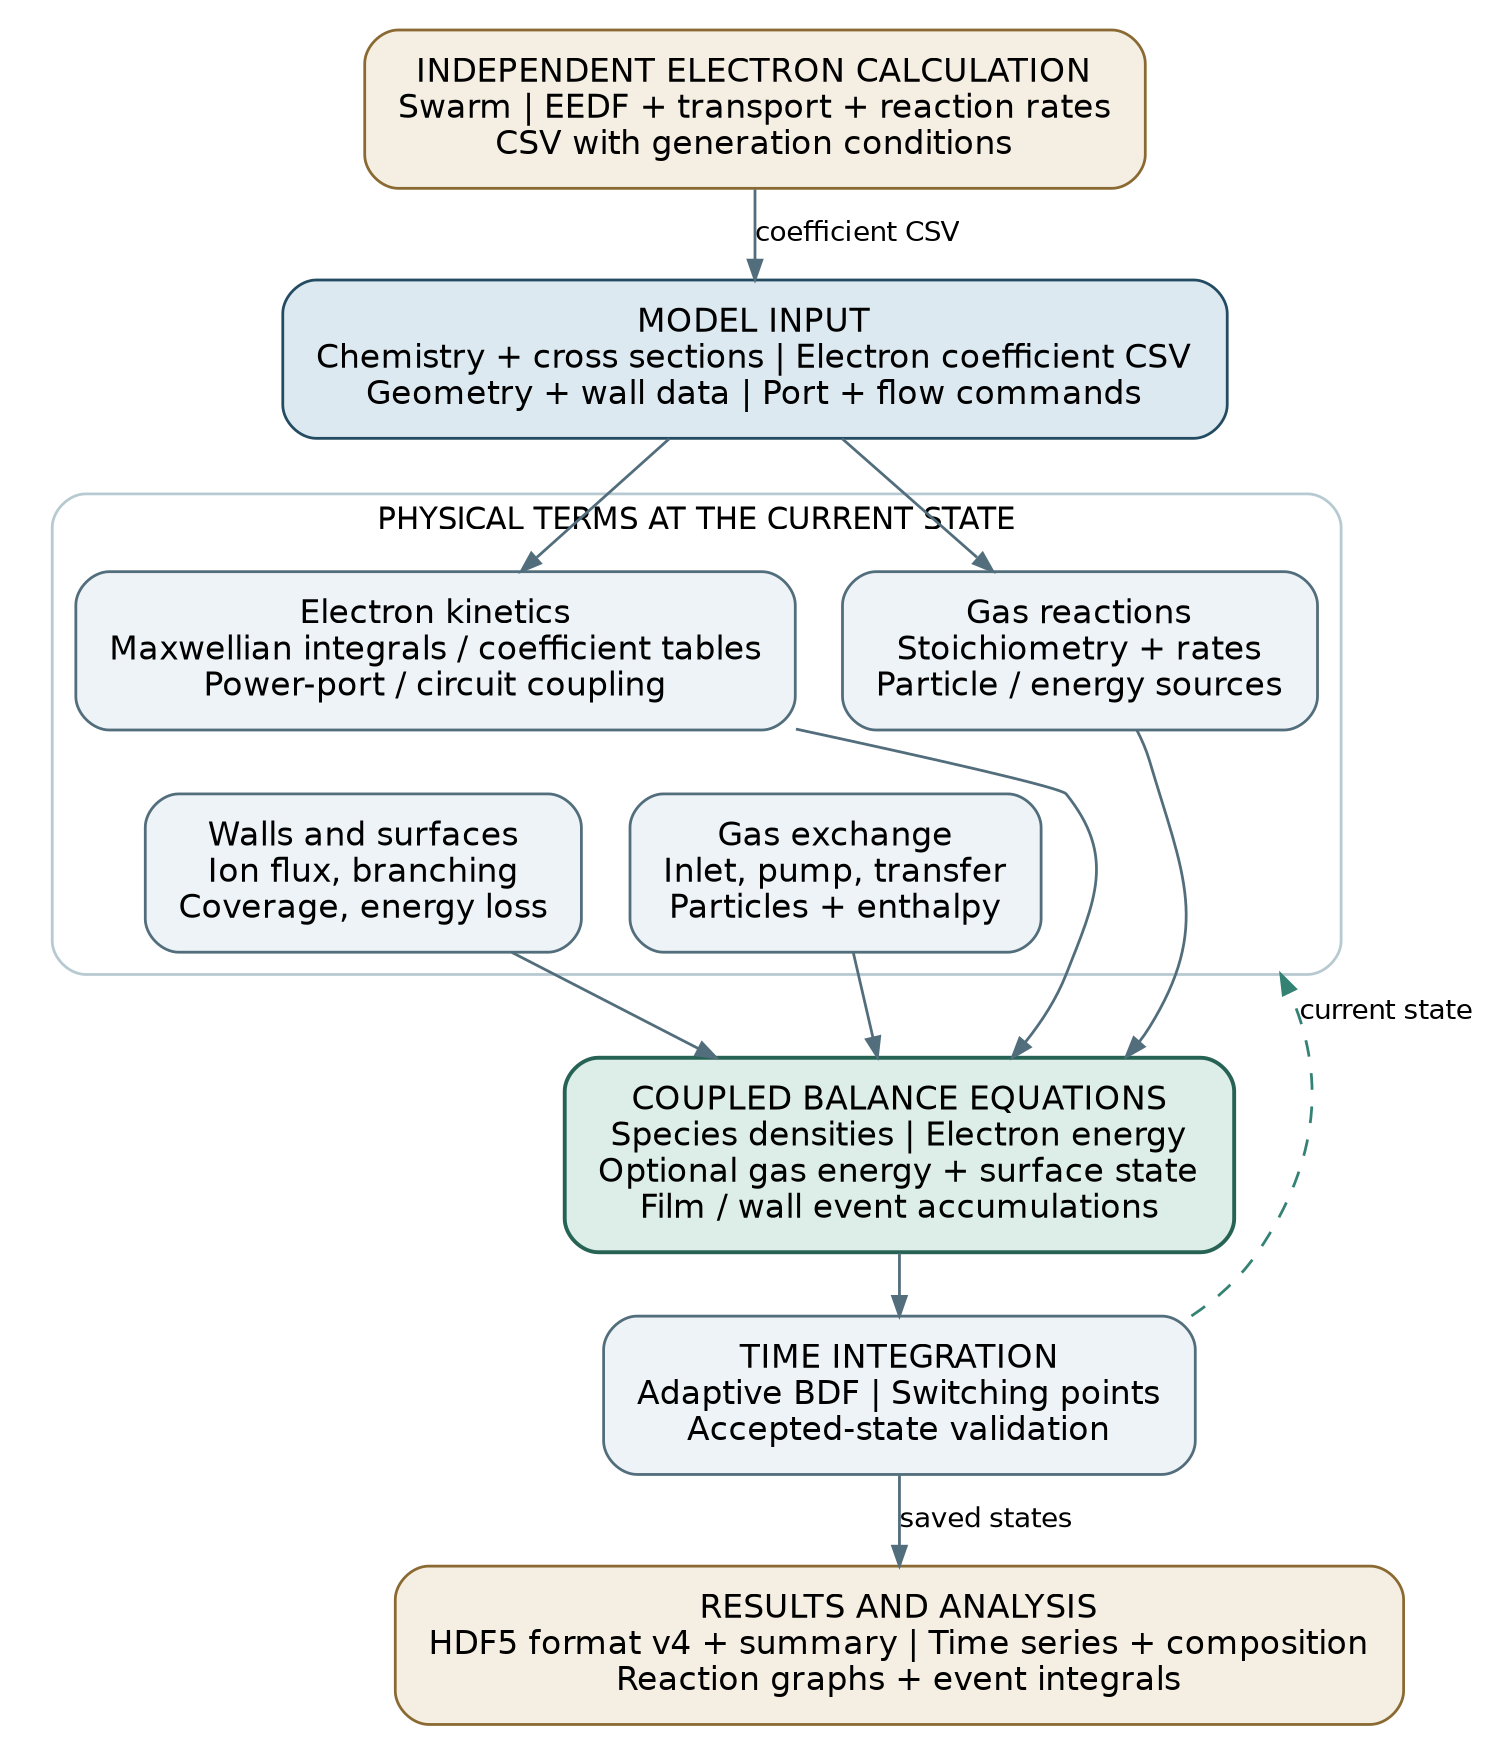 INDEPENDENT ELECTRON CALCULATION
Swarm | EEDF + transport + reaction rates
CSV with generation conditions
coefficient CSV
MODEL INPUT
Chemistry + cross sections | Electron coefficient CSV
Geometry + wall data | Port + flow commands
PHYSICAL TERMS AT THE CURRENT STATE
Electron kinetics
Maxwellian integrals / coefficient tables
Power-port / circuit coupling
Gas reactions
Stoichiometry + rates
Particle / energy sources
Walls and surfaces
Ion flux, branching
Coverage, energy loss
Gas exchange
Inlet, pump, transfer
Particles + enthalpy
current state
COUPLED BALANCE EQUATIONS
Species densities | Electron energy
Optional gas energy + surface state
Film / wall event accumulations
TIME INTEGRATION
Adaptive BDF | Switching points
Accepted-state validation
saved states
RESULTS AND ANALYSIS
HDF5 format v4 + summary | Time series + composition
Reaction graphs + event integrals